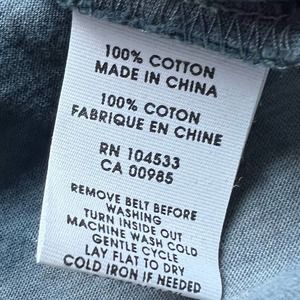 100% COTTON
MADE IN CHINA
100% COTON
FABRIQUE EN CHINE
RN 104533
CA 00985
REMOVE BELT BEFORE
WASHING
TURN INSIDE OUT
MACHINE WASH COLD
GENTLE CYCLE
LAY FLAT TO DRY
COLD IRON IF NEEDED